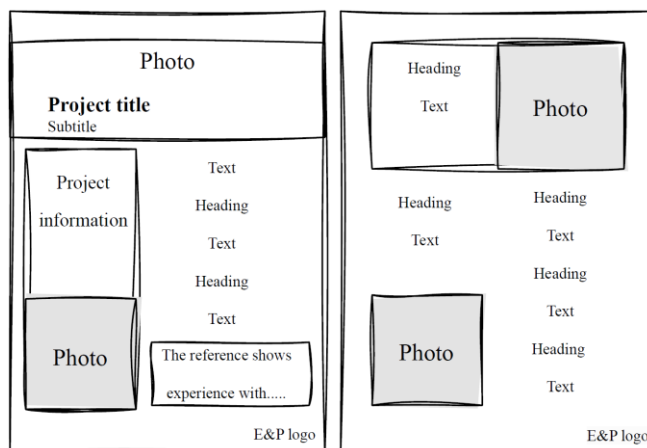 Photo
Project title
Subtitle
Project
information
Photo
Text
Heading
Text
Heading
Text
The reference shows
experience with.....
E&P logo
Heading
Text
Photo
Heading
Text
Photo
Heading
Text
Heading
Text
Heading
Text
E&P logo